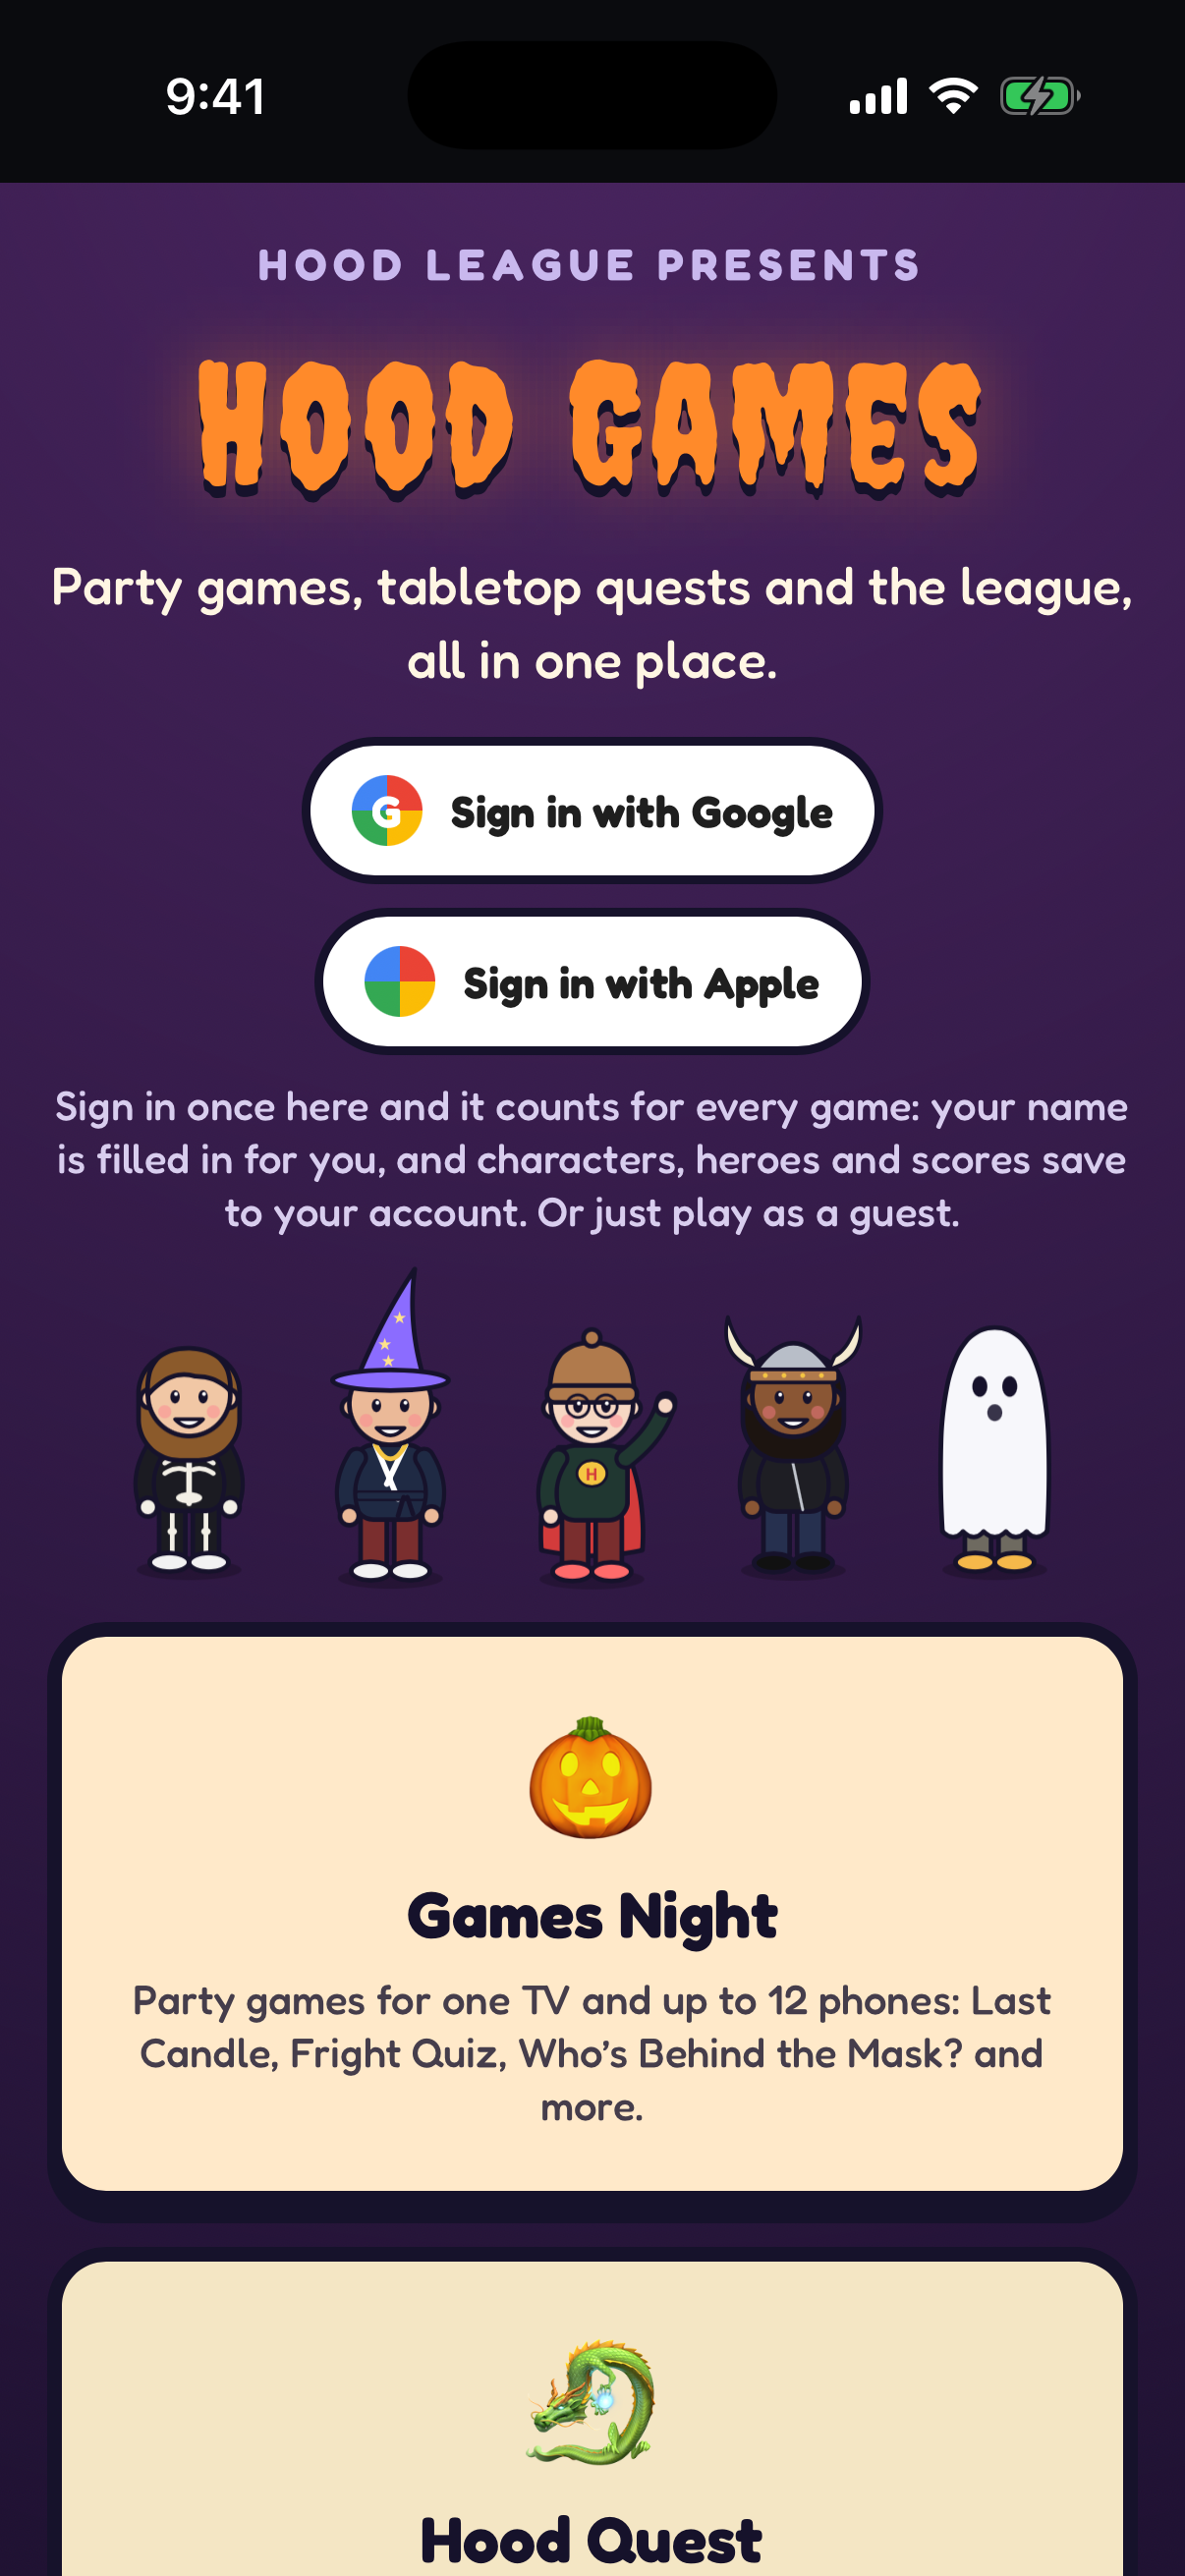 9:41
HOOD LEAGUE PRESENTS
HOOD GAMES
Party games, tabletop quests and the league,
all in one place.
G Sign in with Google
Sign in with Apple
Sign in once here and it counts for every game: your name
is filled in for you, and characters, heroes and scores save
to your account. Or just play as a guest.
H
Games Night
Party games for one TV and up to 12 phones: Last
Candle, Fright Quiz, Who’s Behind the Mask? and
more.
Hood Quest